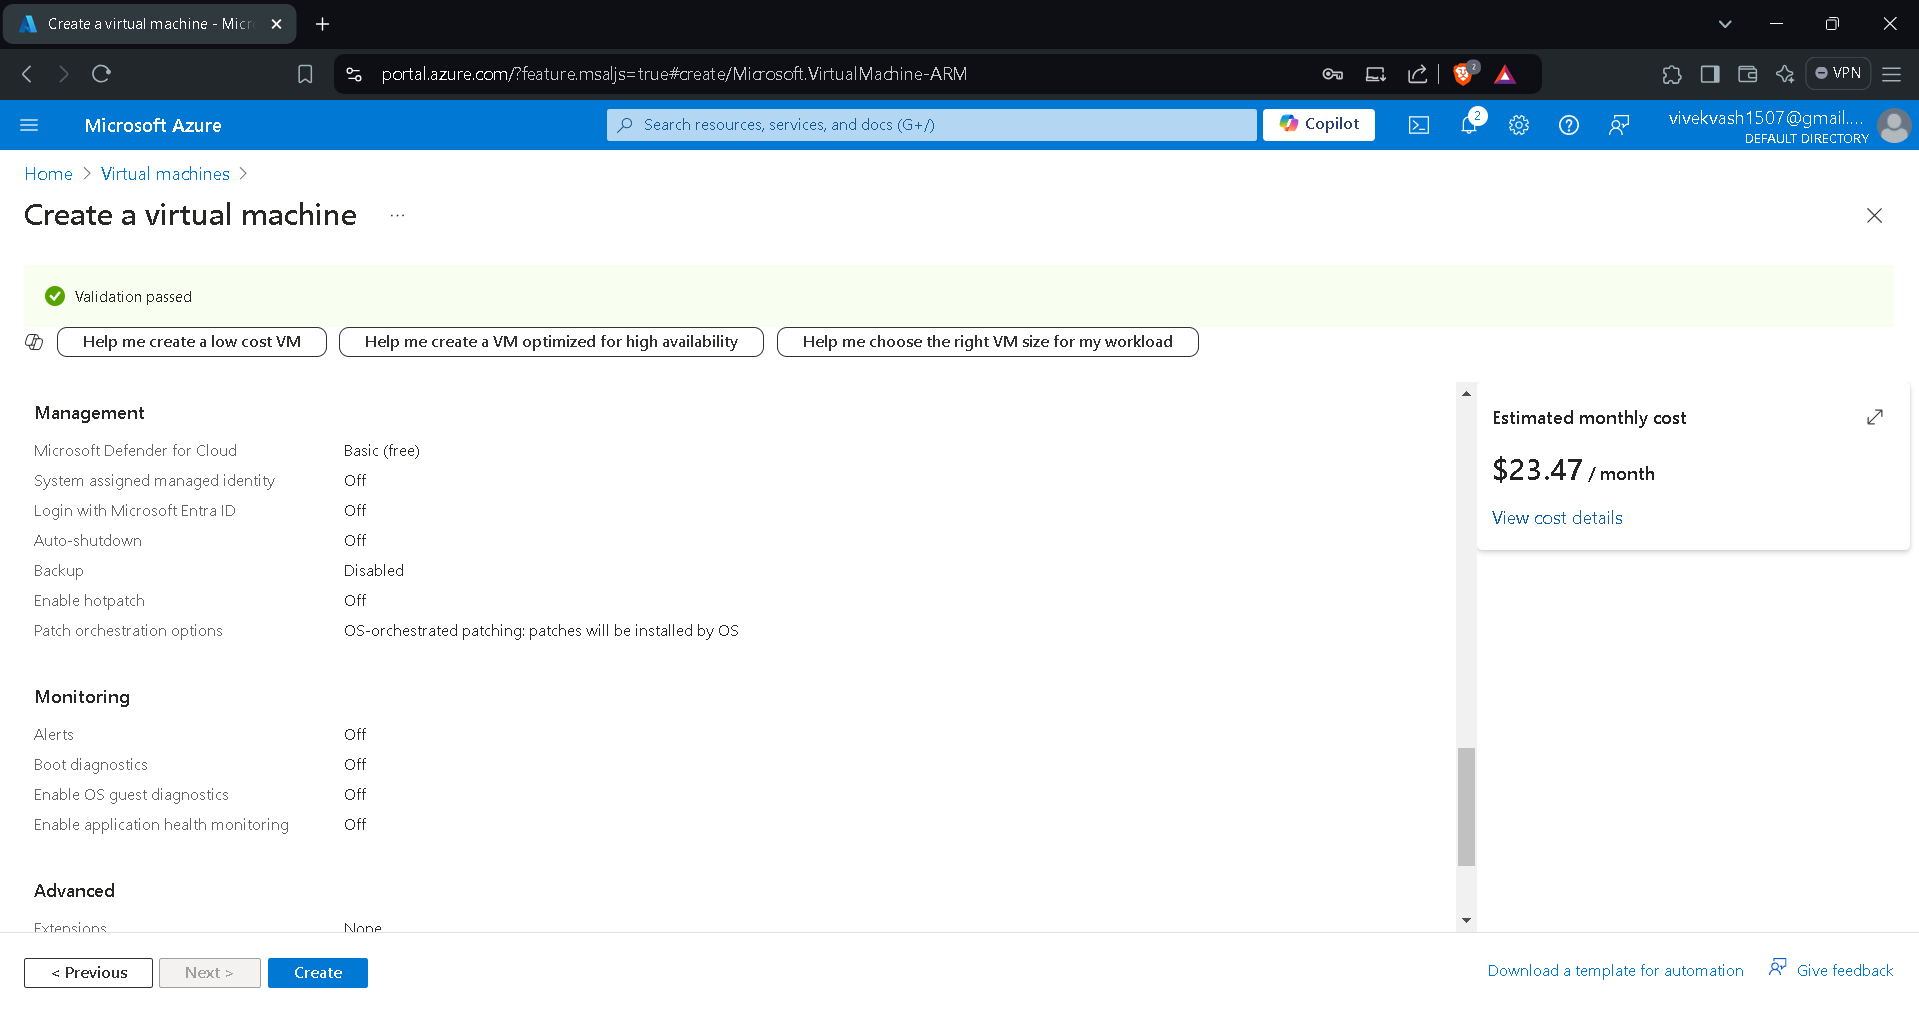 Create a virtual machine - Micr
portal.azure.com/?feature.msaljs=true#create/Microsoft.VirtualMachine-ARM
2
VPN
Microsoft Azure
Search resources, services, and docs (G+/)
Copilot
2
vivekvash1507@gmail....
DEFAULT DIRECTORY
Home > Virtual machines >
Create a virtual machine ...
Validation passed
Help me create a low cost VM
Help me create a VM optimized for high availability
Help me choose the right VM size for my workload
Management
Microsoft Defender for Cloud Basic (free)
System assigned managed identity Off
Login with Microsoft Entra ID Off
Auto-shutdown Off
Backup Disabled
Enable hotpatch Off
Patch orchestration options OS-orchestrated patching: patches will be installed by OS
Monitoring
Alerts Off
Boot diagnostics Off
Enable OS guest diagnostics Off
Enable application health monitoring Off
Advanced
Extensions None
Estimated monthly cost
$23.47 / month
View cost details
< Previous
Next >
Create
Download a template for automation
Give feedback